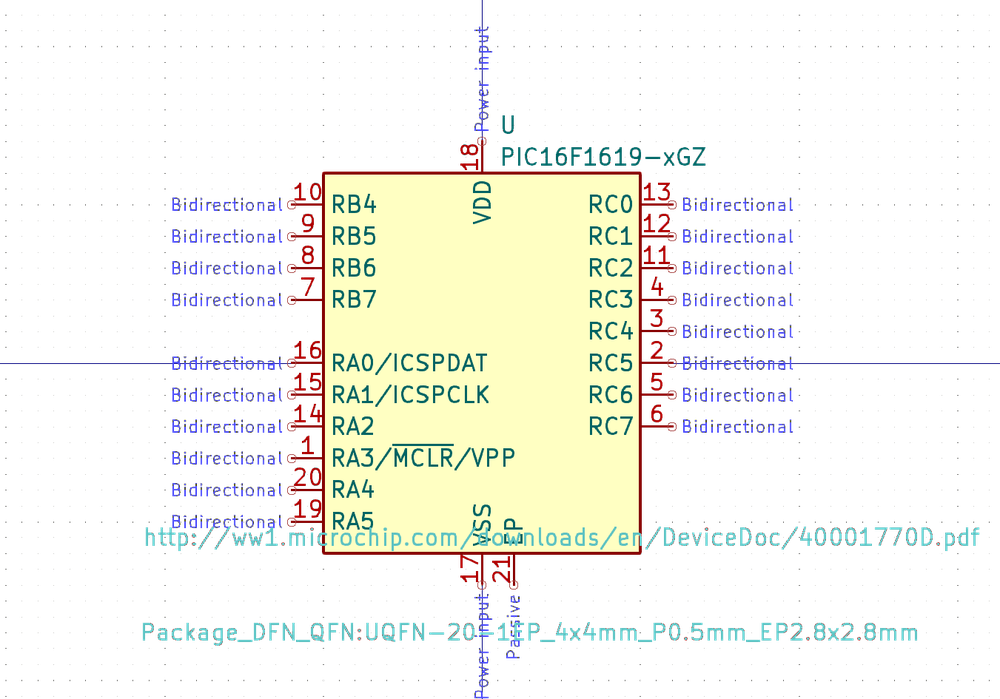 Power input
U
18
PIC16F1619-xGZ
VDD
Bidirectional 10 RB4 RC0 13 Bidirectional
Bidirectional 9 RB5 RC1 12 Bidirectional
Bidirectional 8 RB6 RC2 11 Bidirectional
Bidirectional 7 RB7 RC3 4 Bidirectional
RC4 3 Bidirectional
Bidirectional 16 RA0/ICSPDAT RC5 2 Bidirectional
Bidirectional 15 RA1/ICSPCLK RC6 5 Bidirectional
Bidirectional 14 RA2 RC7 6 Bidirectional
Bidirectional 1 RA3/MCLR/VPP
Bidirectional 20 RA4
Bidirectional 19 RA5
VSS
EP
http://ww1.microchip.com/downloads/en/DeviceDoc/40001770D.pdf
17
21
Power input
Passive
Package_DFN_QFN:UQFN-20-1EP_4x4mm_P0.5mm_EP2.8x2.8mm